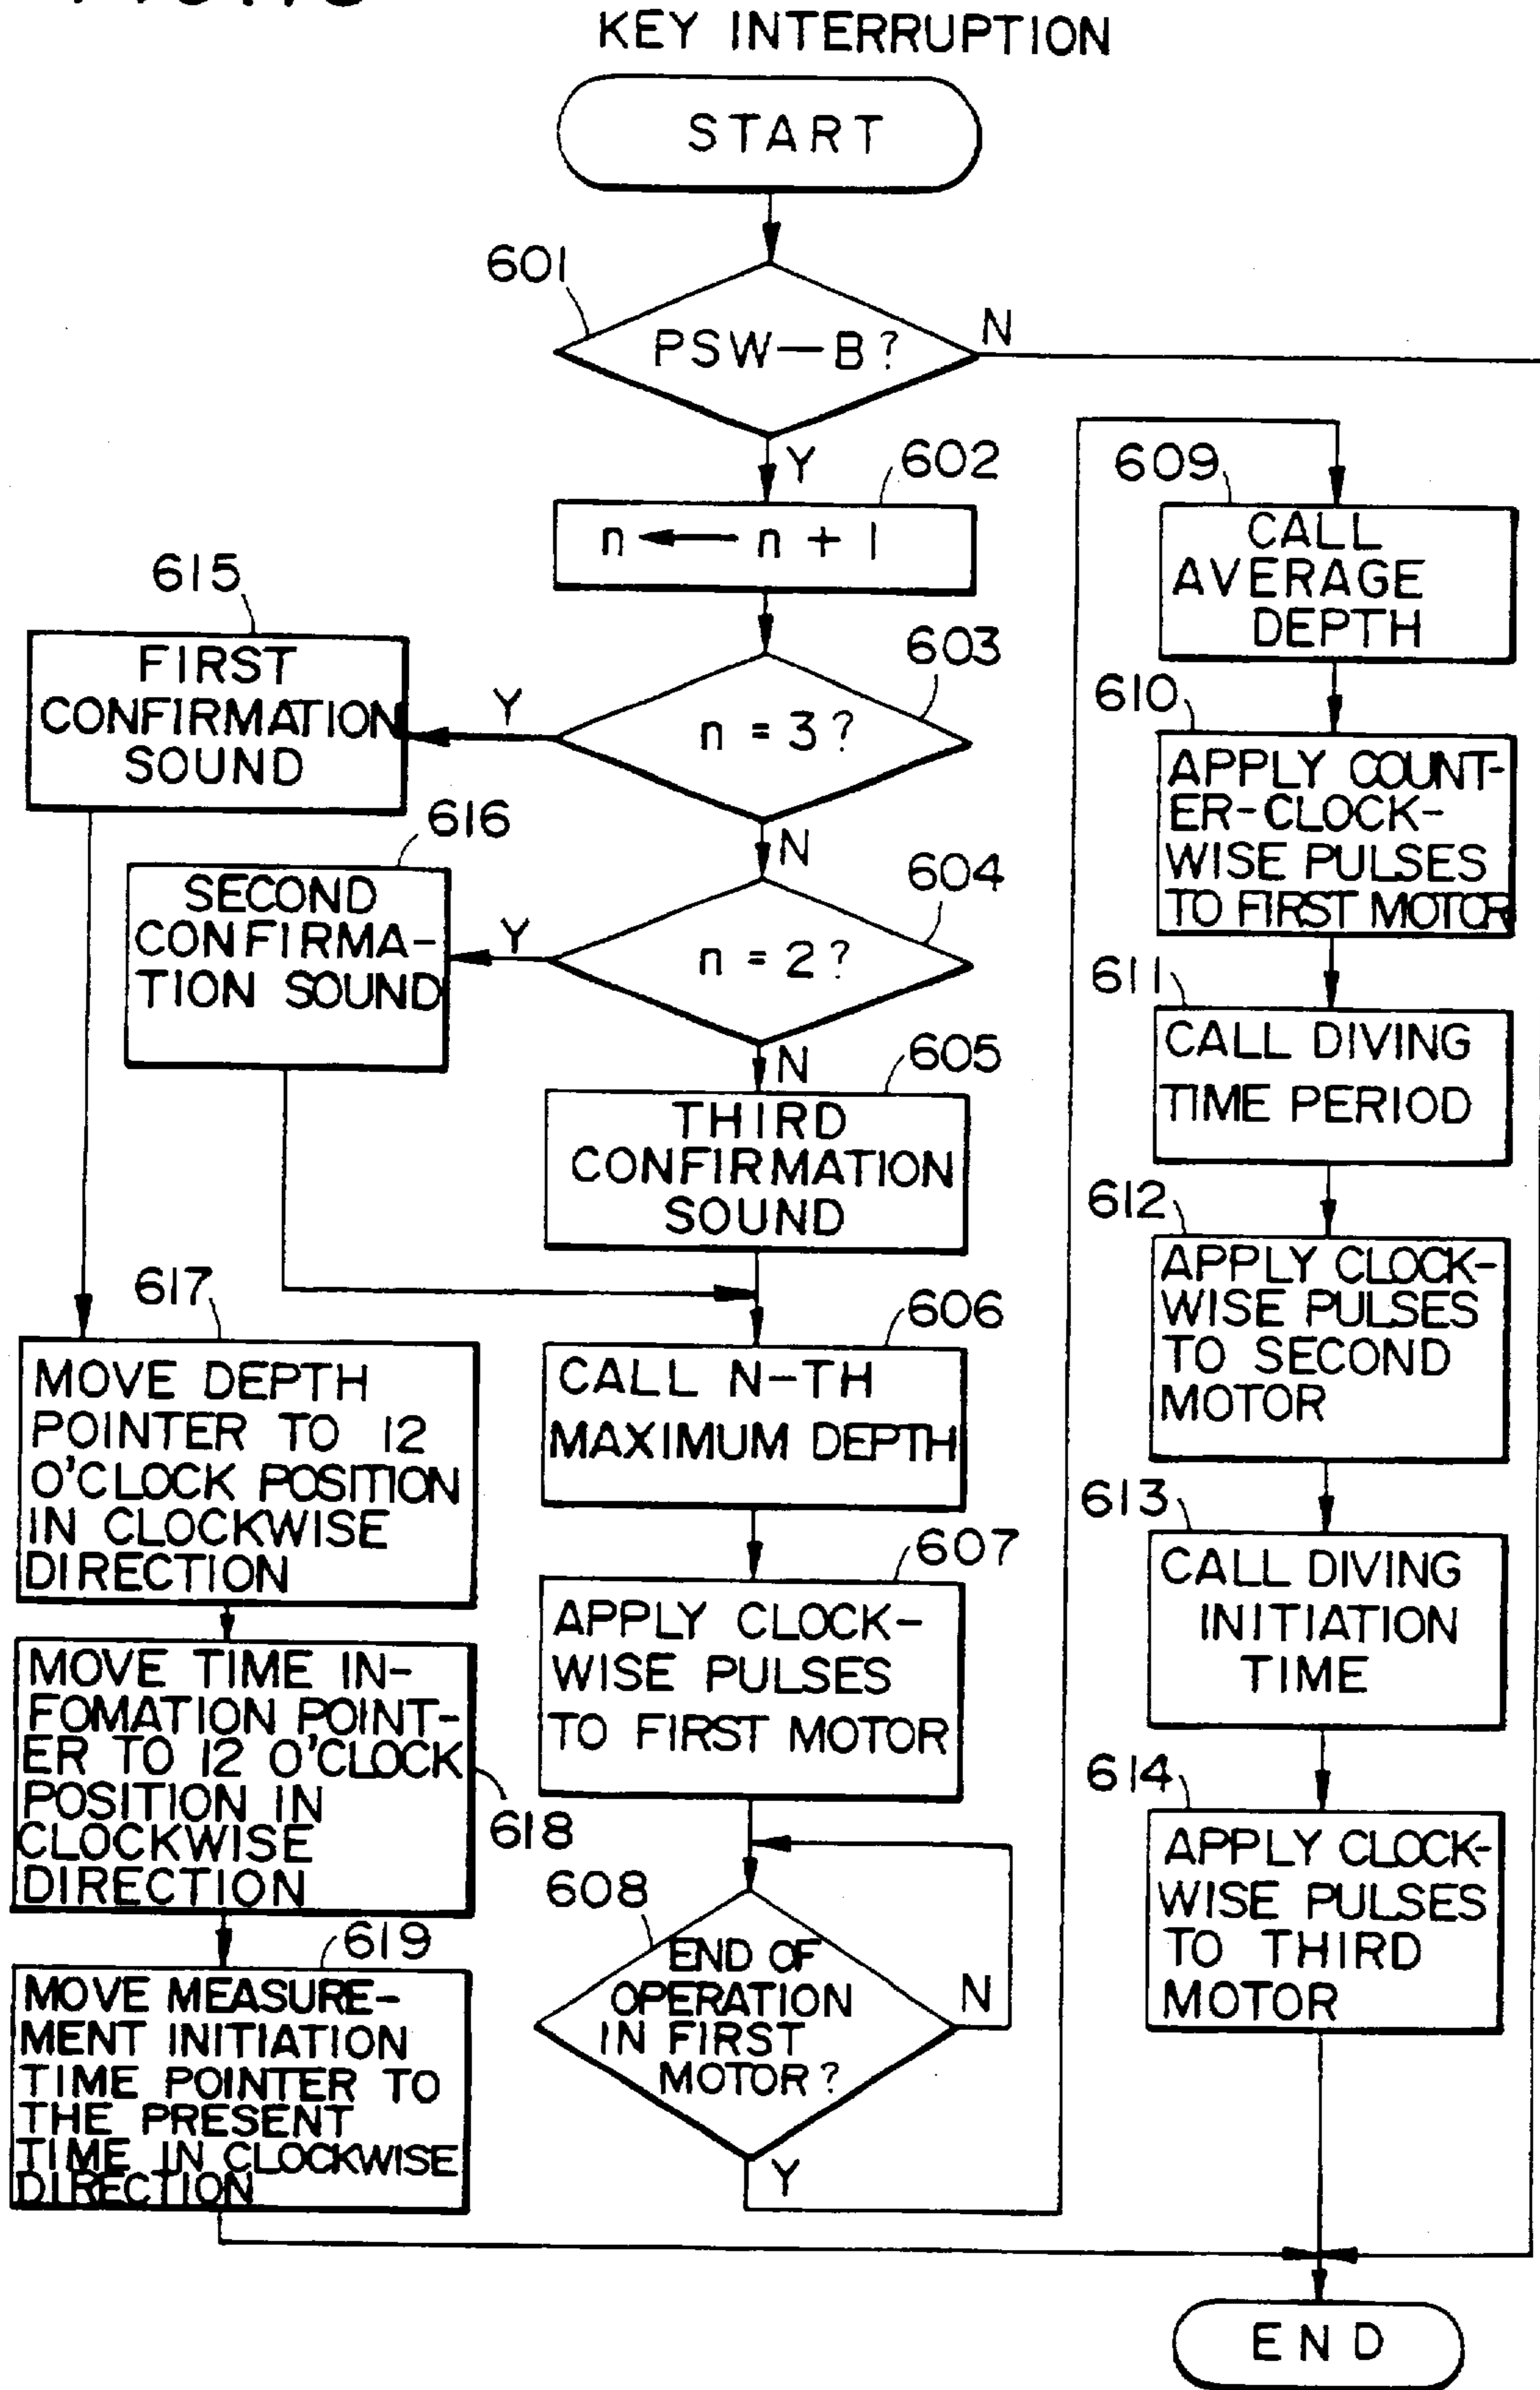 KEY INTERRUPTION
START
601
PSW—B?
N
Y
602
n ← n + 1
603
n = 3?
Y
N
615
FIRST
CONFIRMATION
SOUND
604
n = 2?
Y
N
616
SECOND
CONFIRMA-
TION SOUND
605
THIRD
CONFIRMATION
SOUND
606
CALL N-TH
MAXIMUM DEPTH
607
APPLY CLOCK-
WISE PULSES
TO FIRST MOTOR
608
END OF
OPERATION
IN FIRST
MOTOR?
N
Y
617
MOVE DEPTH
POINTER TO 12
O'CLOCK POSITION
IN CLOCKWISE
DIRECTION
618
MOVE TIME IN-
FOMATION POINT-
ER TO 12 O'CLOCK
POSITION IN
CLOCKWISE
DIRECTION
619
MOVE MEASURE-
MENT INITIATION
TIME POINTER TO
THE PRESENT
TIME IN CLOCKWISE
DIRECTION
609
CALL
AVERAGE
DEPTH
610
APPLY COUNT-
ER-CLOCK-
WISE PULSES
TO FIRST MOTOR
611
CALL DIVING
TIME PERIOD
612
APPLY CLOCK-
WISE PULSES
TO SECOND
MOTOR
613
CALL DIVING
INITIATION
TIME
614
APPLY CLOCK-
WISE PULSES
TO THIRD
MOTOR
END